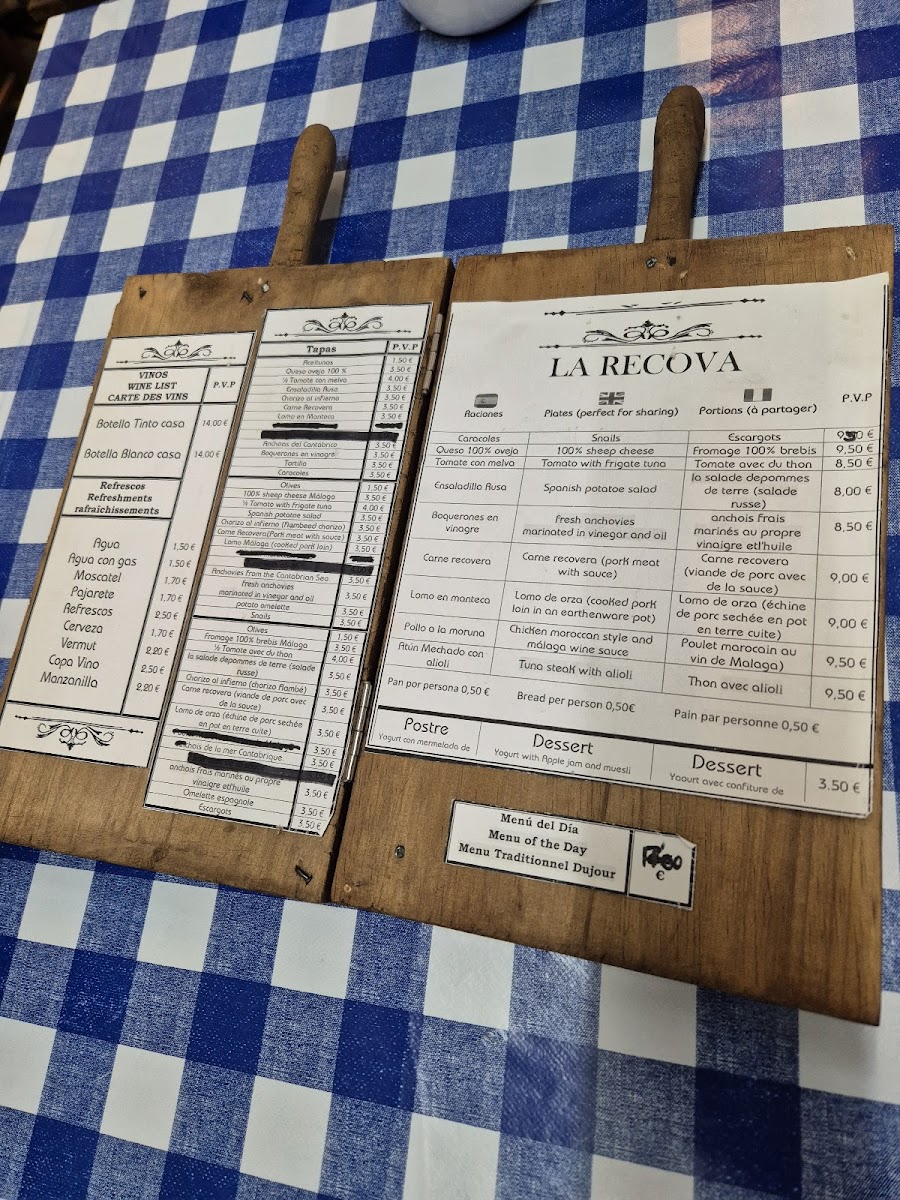 VINOS
WINE LIST
CARTE DES VINS
P.V.P
Botella Tinto casa 14,00 €
Botella Blanco casa 14,00 €
Refrescos
Refreshments
rafraichissements
Agua 1,50 €
Agua con gas 1,50 €
Moscatel 1,70 €
Pajarete 1,70 €
Refrescos 2,50 €
Cerveza 1,70 €
Vermut 2,20 €
Copa Vino 2,50 €
Manzanilla 2,20 €
Tapas P.V.P
Aceitunas 1,50 €
Queso oveja 100 % 3,50 €
½ Tomate con melva 4,00 €
Ensaladilla Rusa 3,50 €
Chorizo al infierno 3,50 €
Carne Recovera 3,50 €
Lomo en Manteca 3,50 €
Anchoas del Cantábrico 3,50 €
Boquerones en vinagre 3,50 €
Tortilla 3,50 €
Caracoles 3,50 €
Olives 1,50 €
100% sheep cheese Málaga 3,50 €
½ Tomate with Frigate tuna 4,00 €
Spanish potatoe salad 3,50 €
Chorizo al infierno (flambeed chorizo) 3,50 €
Carne Recovera(Pork meat with sauce) 3,50 €
Lomo Málaga (cooked pork loin) 3,50 €
Anchovies From the Cantabrian Sea 3,50 €
fresh anchovies
marinated in vinegar and oil 3,50 €
potato omelette 3,50 €
Snails 3,50 €
Olives 1,50 €
Fromage 100% brebis Málaga 3,50 €
½ Tomate avec du thon 4,00 €
la salade depommes de terre (salade
russe) 3,50 €
Chorizo al infierno (chorizo flambé) 3,50 €
Carne recovera (viande de porc avec
de la sauce) 3,50 €
Lomo de orza (échine de porc sechée
en pot en terre cuite) 3,50 €
Anchois de la mer Cantabrique 3,50 €
anchois frais marinés au propre
vinaigre etl'huile 3,50 €
Omelette espagnole 3,50 €
Escargots 3,50 €
LA RECOVA
Raciones Plates (perfect for sharing) Portions (à partager) P.V.P
Caracoles Snails Escargots
Queso 100% oveja 100% sheep cheese Fromage 100% brebis 9,50 €
Tomate con melva Tomato with frigate tuna Tomate avec du thon 8,50 €
Ensaladilla Rusa Spanish potatoe salad la salade depommes
de terre (salade
russe) 8,00 €
Boquerones en
vinagre fresh anchovies
marinated in vinegar and oil anchois frais
marinés au propre
vinaigre etl'huile 8,50 €
Carne recovera Carne recovera (pork meat
with sauce) Carne recovera
(viande de porc avec
de la sauce) 9,00 €
Lomo en manteca Lomo de orza (cooked pork
loin in an earthenware pot) Lomo de orza (échine
de porc sechée en pot
en terre cuite) 9,00 €
Pollo a la moruna Chicken moroccan style and
málaga wine sauce Poulet marocain au
vin de Malaga) 9,50 €
Atún Mechado con
alioli Tuna steak with alioli Thon avec alioli 9,50 €
Pan por persona 0,50 € Bread per person 0,50€ Pain par personne 0,50 €
Postre Dessert Dessert
Yogurt con mermelada de Yogurt with Apple jam and muesli Yaourt avec confiture de 3.50 €
Menú del Día
Menu of the Day
Menu Traditionnel Dujour
€